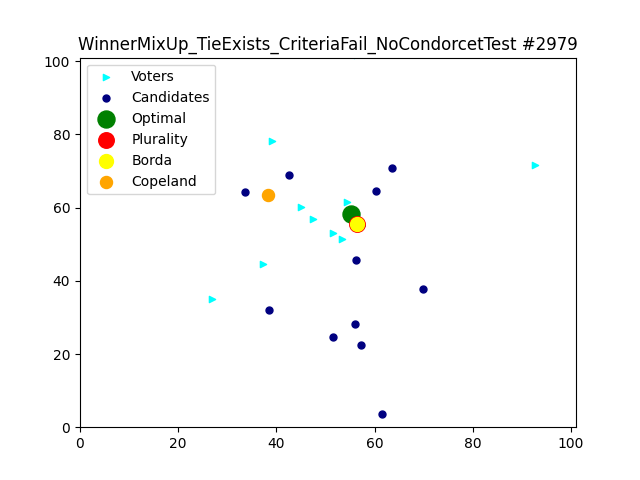 WinnerMixUp_TieExists_CriteriaFail_NoCondorcetTest #2979
Voters
Candidates
Optimal
Plurality
Borda
Copeland
100
80
60
40
20
0
0 20 40 60 80 100